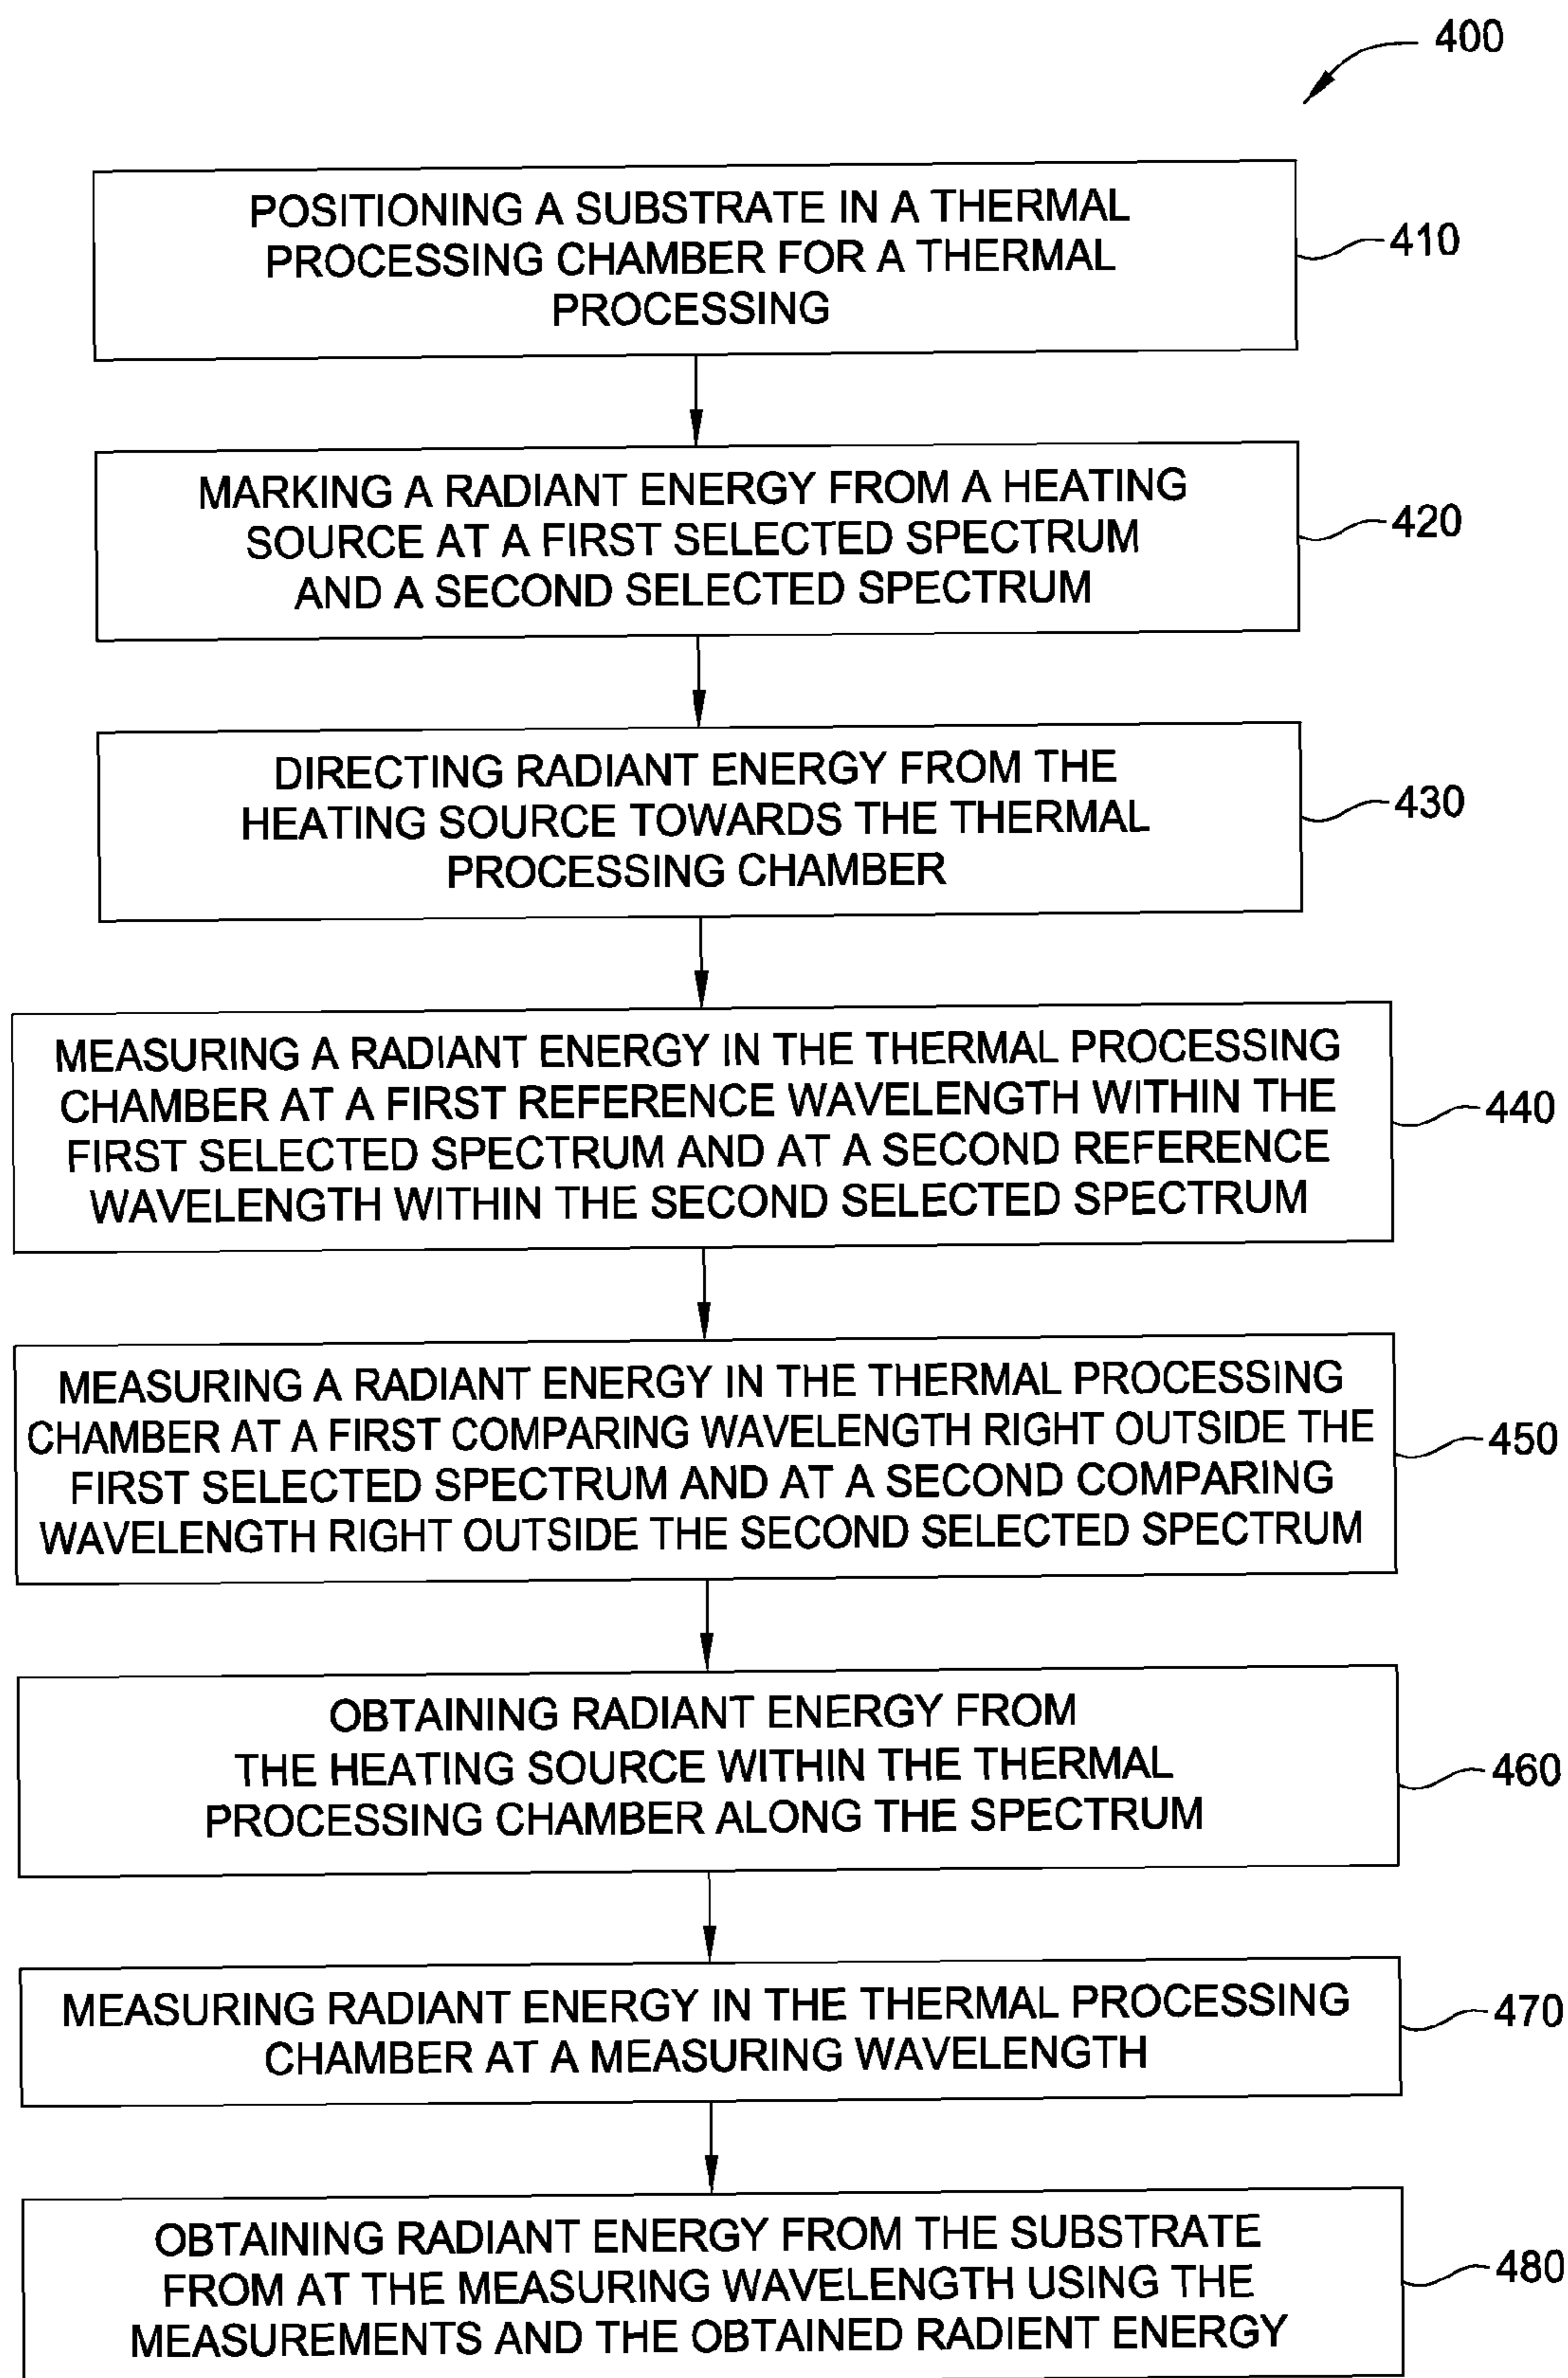 400
POSITIONING A SUBSTRATE IN A THERMAL
PROCESSING CHAMBER FOR A THERMAL
PROCESSING
410
MARKING A RADIANT ENERGY FROM A HEATING
SOURCE AT A FIRST SELECTED SPECTRUM
AND A SECOND SELECTED SPECTRUM
420
DIRECTING RADIANT ENERGY FROM THE
HEATING SOURCE TOWARDS THE THERMAL
PROCESSING CHAMBER
430
MEASURING A RADIANT ENERGY IN THE THERMAL PROCESSING
CHAMBER AT A FIRST REFERENCE WAVELENGTH WITHIN THE
FIRST SELECTED SPECTRUM AND AT A SECOND REFERENCE
WAVELENGTH WITHIN THE SECOND SELECTED SPECTRUM
440
MEASURING A RADIANT ENERGY IN THE THERMAL PROCESSING
CHAMBER AT A FIRST COMPARING WAVELENGTH RIGHT OUTSIDE THE
FIRST SELECTED SPECTRUM AND AT A SECOND COMPARING
WAVELENGTH RIGHT OUTSIDE THE SECOND SELECTED SPECTRUM
450
OBTAINING RADIANT ENERGY FROM
THE HEATING SOURCE WITHIN THE THERMAL
PROCESSING CHAMBER ALONG THE SPECTRUM
460
MEASURING RADIANT ENERGY IN THE THERMAL PROCESSING
CHAMBER AT A MEASURING WAVELENGTH
470
OBTAINING RADIANT ENERGY FROM THE SUBSTRATE
FROM AT THE MEASURING WAVELENGTH USING THE
MEASUREMENTS AND THE OBTAINED RADIENT ENERGY
480